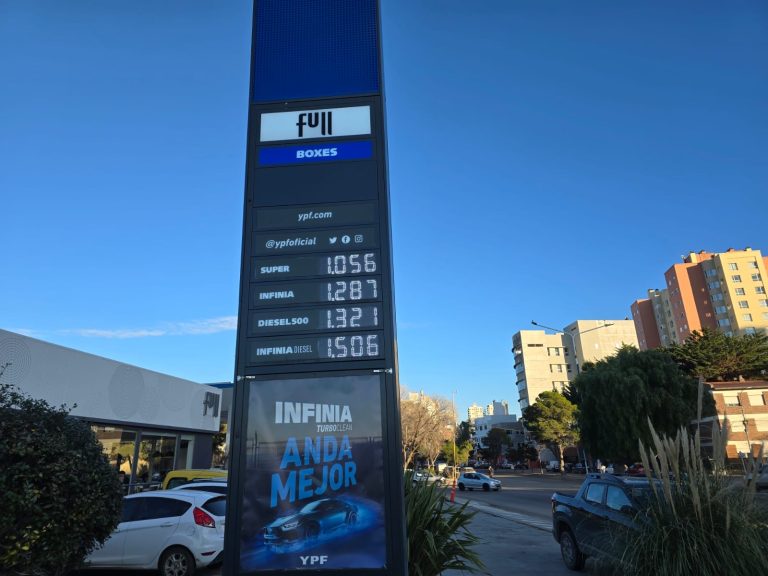 full
BOXES
ypf.com
@ypfoficial
SUPER 1.056
INFINIA 1.287
DIESEL500 1.321
INFINIA DIESEL 1.506
INFINIA
TURBOCLEAN
ANDA
MEJOR
YPF
full